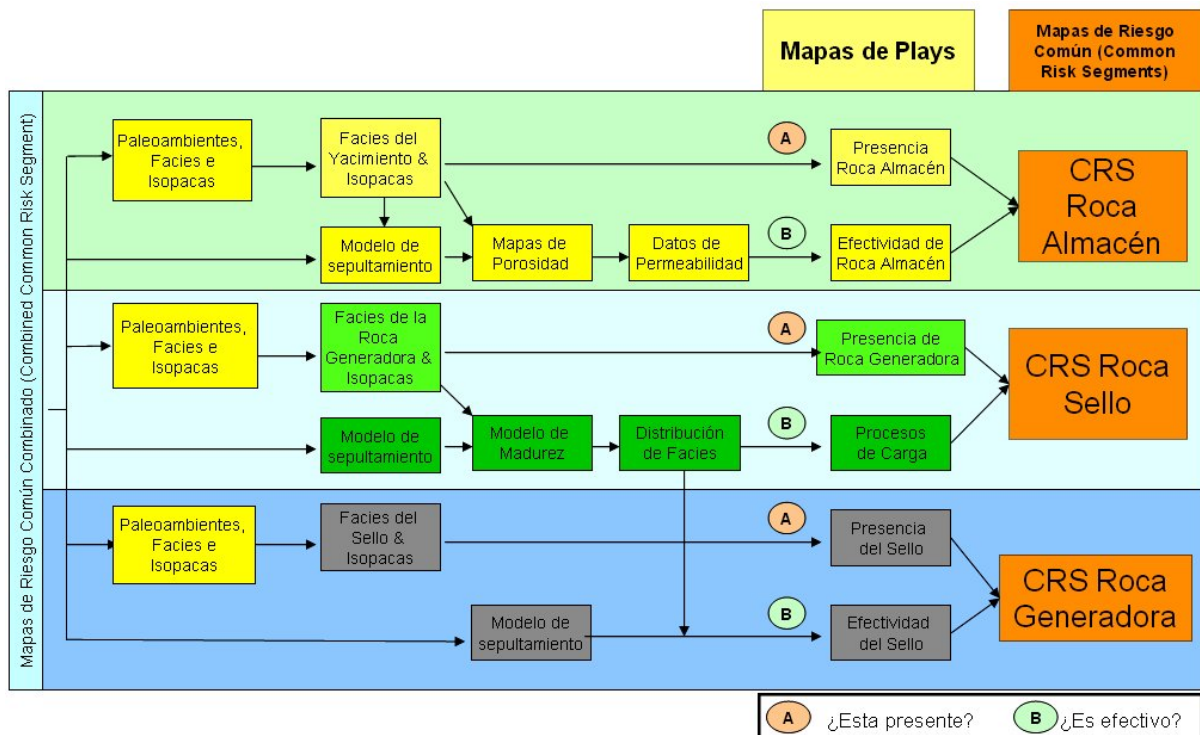 Mapas de Plays
Mapas de Riesgo
Común (Common
Risk Segments)
Mapas de Riesgo Común Combinado (Combined Common Risk Segment)
Paleoambientes,
Facies e
Isopacas
Facies del
Yacimiento &
Isopacas
A
Presencia
Roca Almacén
CRS
Roca
Almacén
Modelo de
sepultamiento
Mapas de
Porosidad
Datos de
Permeabilidad
B
Efectividad de
Roca Almacén
Paleoambientes,
Facies e
Isopacas
Facies de la
Roca
Generadora &
Isopacas
A
Presencia de
Roca Generadora
CRS Roca
Sello
Modelo de
sepultamiento
Modelo de
Madurez
Distribución
de Facies
B
Procesos
de Carga
Paleoambientes,
Facies e
Isopacas
Facies del
Sello &
Isopacas
A
Presencia
del Sello
CRS Roca
Generadora
Modelo de
sepultamiento
B
Efectividad
del Sello
A ¿Esta presente?
B ¿Es efectivo?